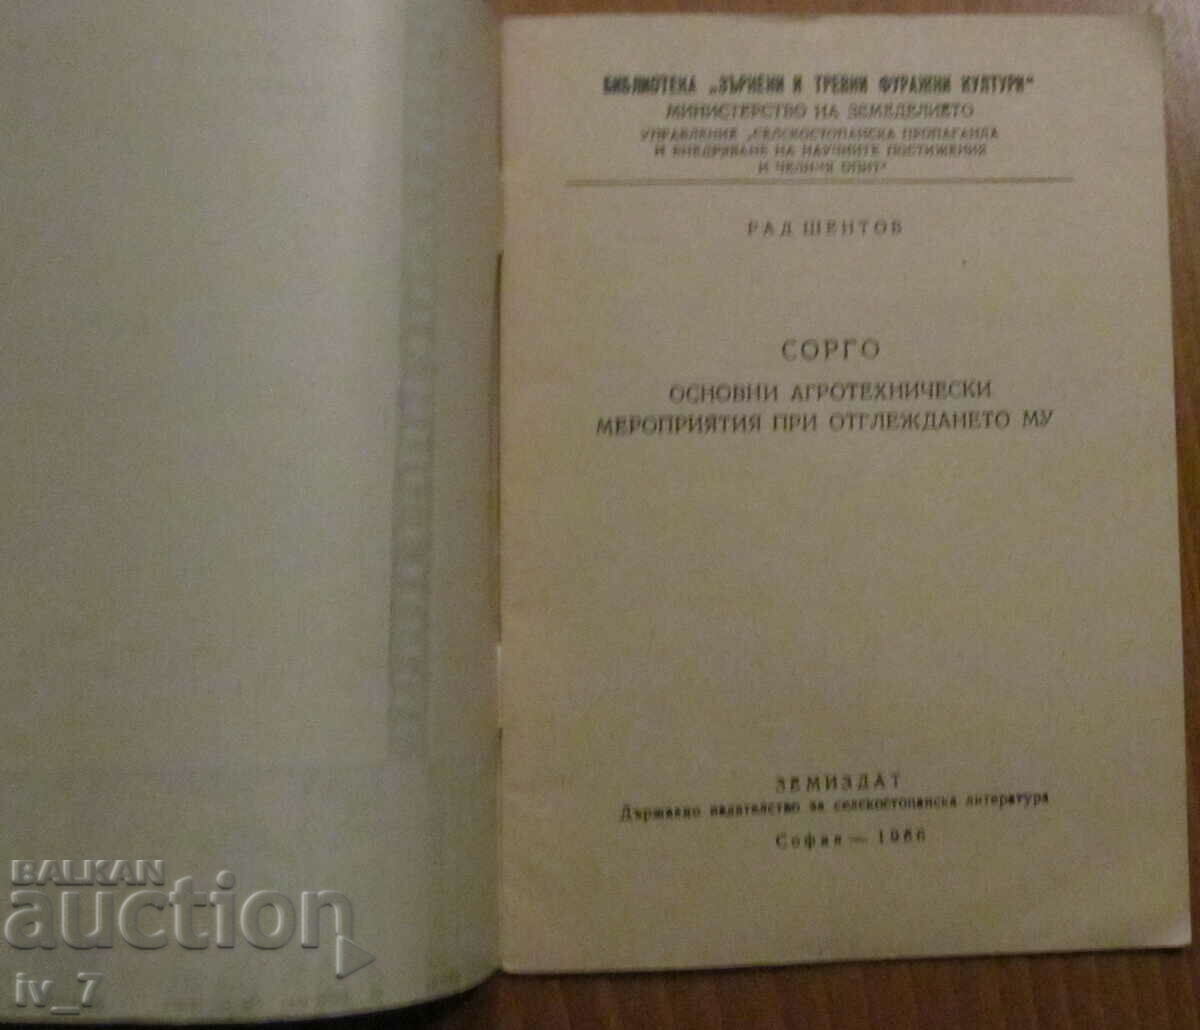 БИБЛИОТЕКА „ЗЪРНЕНИ И ТРЕВНИ ФУРАЖНИ КУЛТУРИ“
МИНИСТЕРСТВО НА ЗЕМЕДЕЛИЕТО
УПРАВЛЕНИЕ „СЕЛСКОСТОПАНСКА ПРОПАГАНДА
И ВНЕДРЯВАНЕ НА НАУЧНИТЕ ПОСТИЖЕНИЯ
И ЧЕЛНИЯ ОПИТ“
РАД ШЕНТОВ
СОРГО
ОСНОВНИ АГРОТЕХНИЧЕСКИ
МЕРОПРИЯТИЯ ПРИ ОТГЛЕЖДАНЕТО МУ
ЗЕМИЗДАТ
Държавно издателство за селскостопанска литература
София —
BALKAN
auction
iv_7